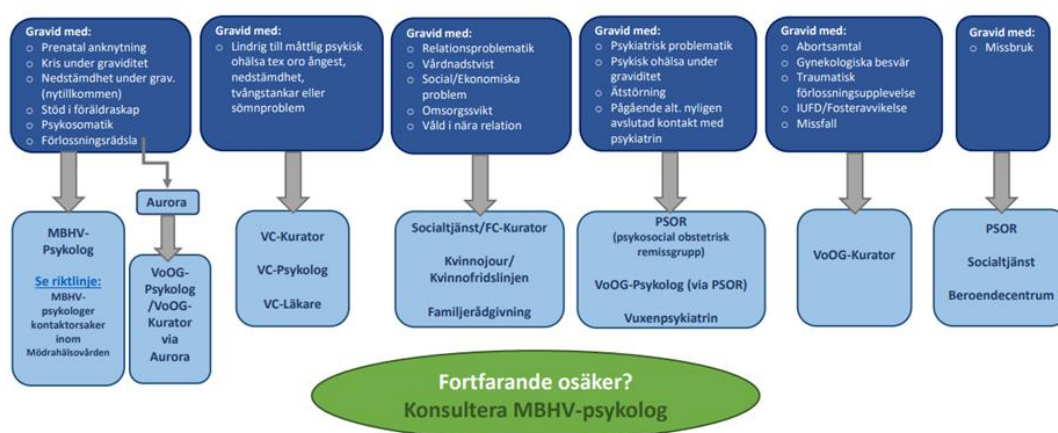 Gravid med:
○ Prenatal anknytning
○ Kris under graviditet
○ Nedstämdhet under grav.
(nytillkommen)
○ Stöd i föräldraskap
○ Psykosomatik
○ Förlossningsrädsla
Gravid med:
○ Lindrig till måttlig psykisk
ohälsa tex oro ångest,
nedstämdhet,
tvångstankar eller
sömnproblem
Gravid med:
○ Relationsproblematik
○ Vårdnadstvist
○ Social/Ekonomiska
problem
○ Omsorgssvikt
○ Våld i nära relation
Gravid med:
○ Psykiatrisk problematik
○ Psykisk ohälsa under
graviditet
○ Ätstörning
○ Pågående alt. nyligen
avslutad kontakt med
psykiatrin
Gravid med:
○ Abortsamtal
○ Gynekologiska besvär
○ Traumatisk
förlossningsupplevelse
○ IUFD/Fosteravvikelse
○ Missfall
Gravid med:
○ Missbruk
Aurora
MBHV-
Psykolog
Se riktlinje:
MBHV-
psykologer
kontaktorsaker
inom
Mödrahälsovården
VoOG-
Psykolog
/VoOG-
Kurator
via
Aurora
VC-Kurator
VC-Psykolog
VC-Läkare
Socialtjänst/FC-Kurator
Kvinnojour/
Kvinnofridslinjen
Familjerådgivning
PSOR
(psykosocial obstetrisk
remissgrupp)
VoOG-Psykolog (via PSOR)
Vuxenpsykiatrin
VoOG-Kurator
PSOR
Socialtjänst
Beroendecentrum
Fortfarande osäker?
Konsultera MBHV-psykolog